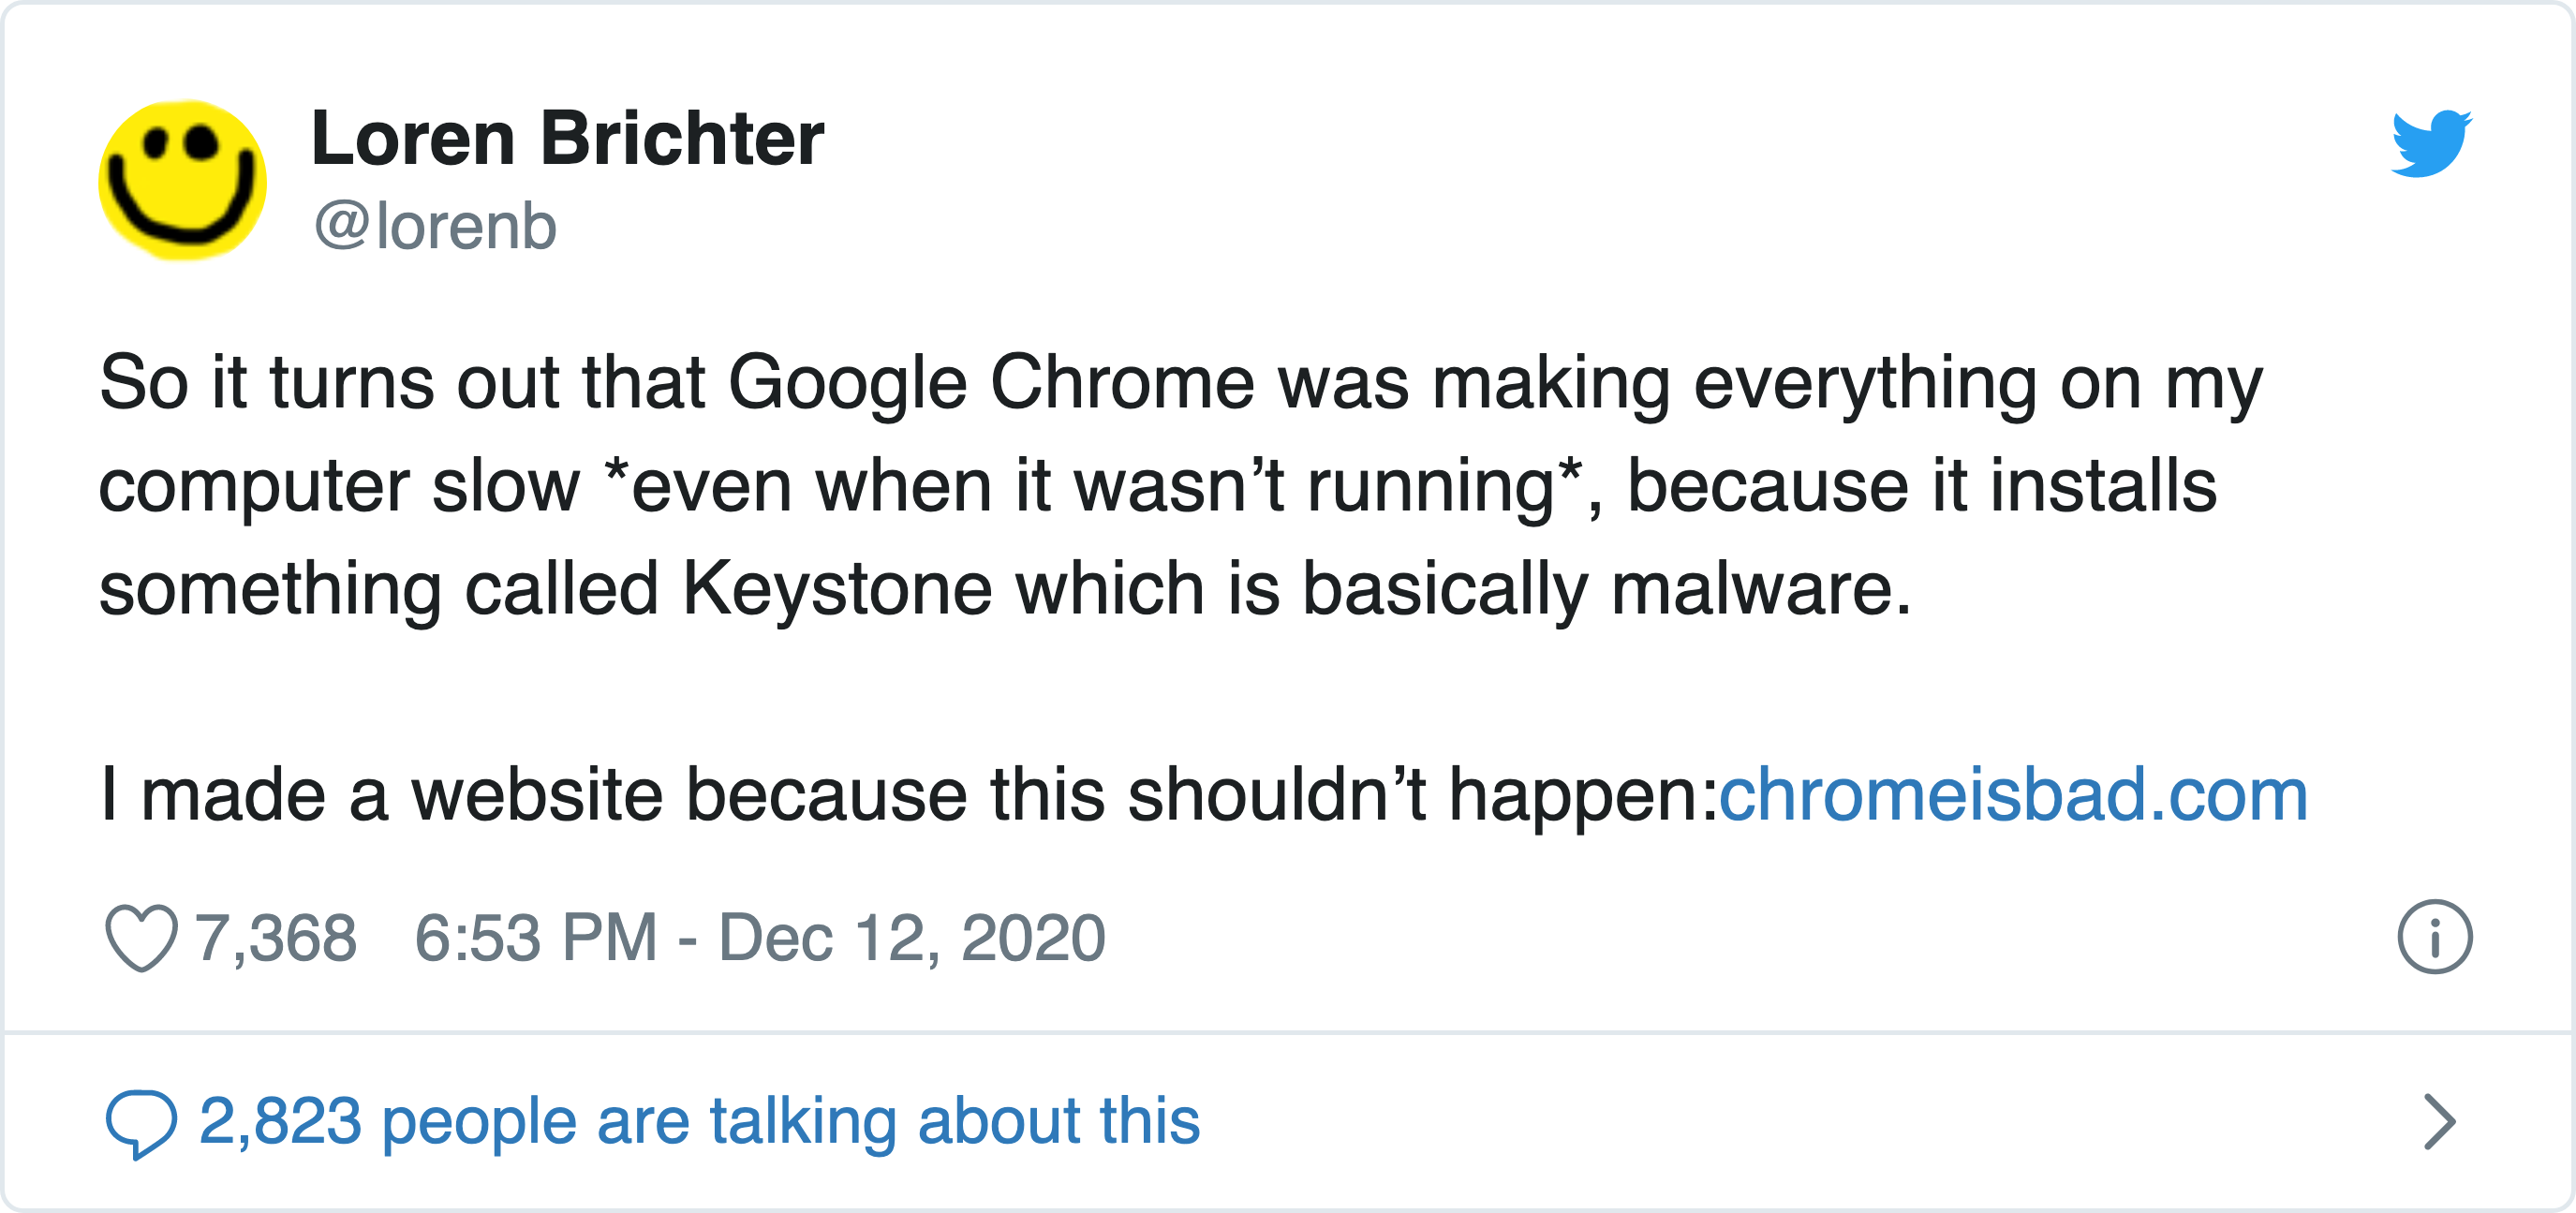 Loren Brichter
@lorenb
So it turns out that Google Chrome was making everything on my
computer slow *even when it wasn’t running*, because it installs
something called Keystone which is basically malware.
I made a website because this shouldn’t happen:chromeisbad.com
7,368 6:53 PM - Dec 12, 2020
2,823 people are talking about this